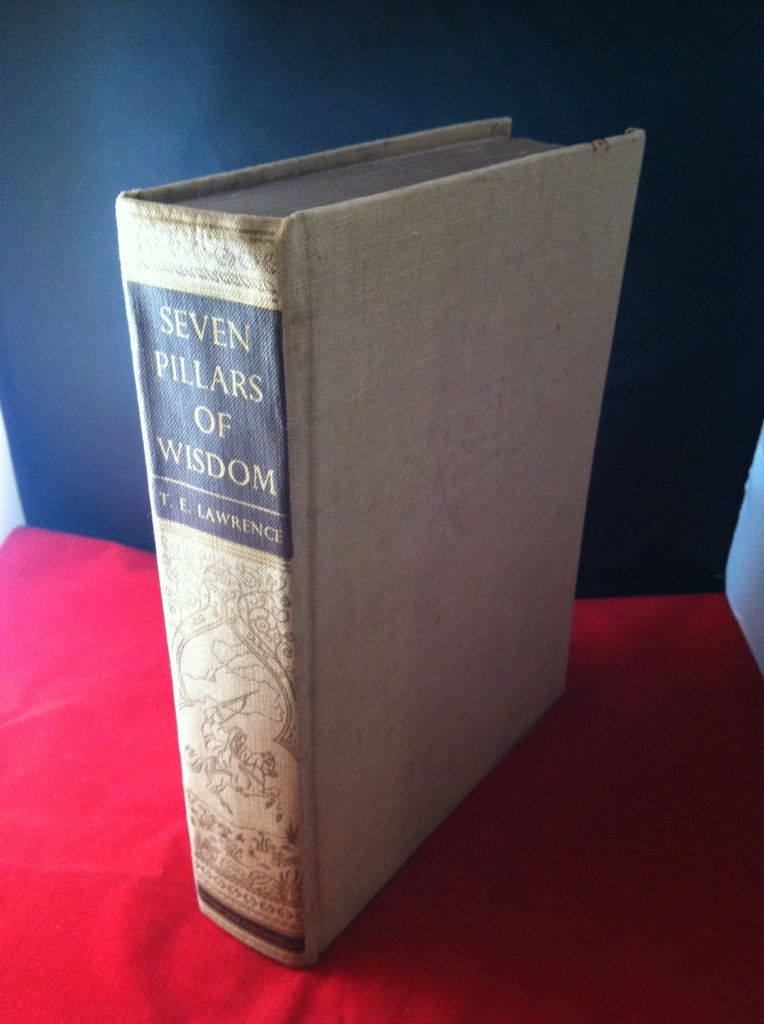 SEVEN
PILLARS
OF
WISDOM
T. E. LAWRENCE